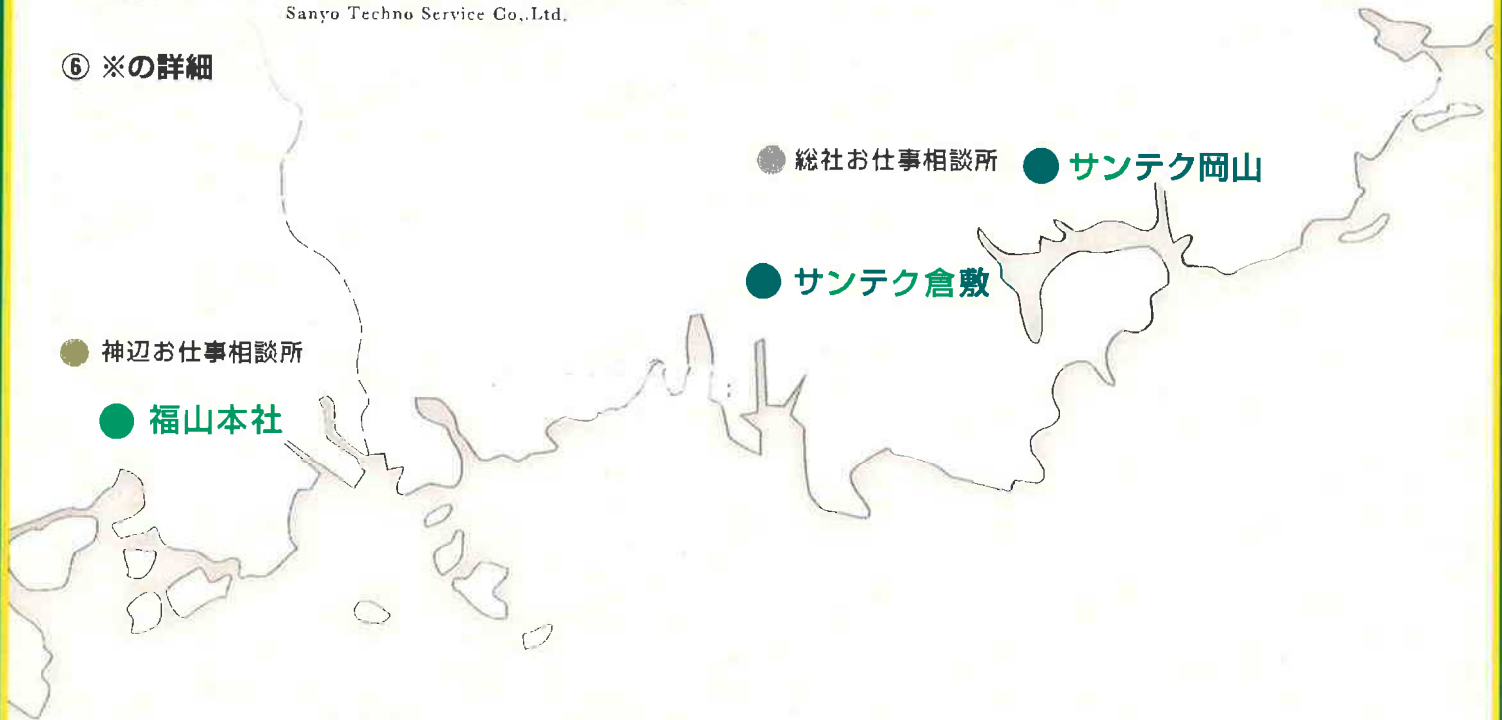 Sanyo Techno Service Co,.Ltd.
⑥ ※の詳細
総社お仕事相談所
サンテク岡山
サンテク倉敷
神辺お仕事相談所
福山本社